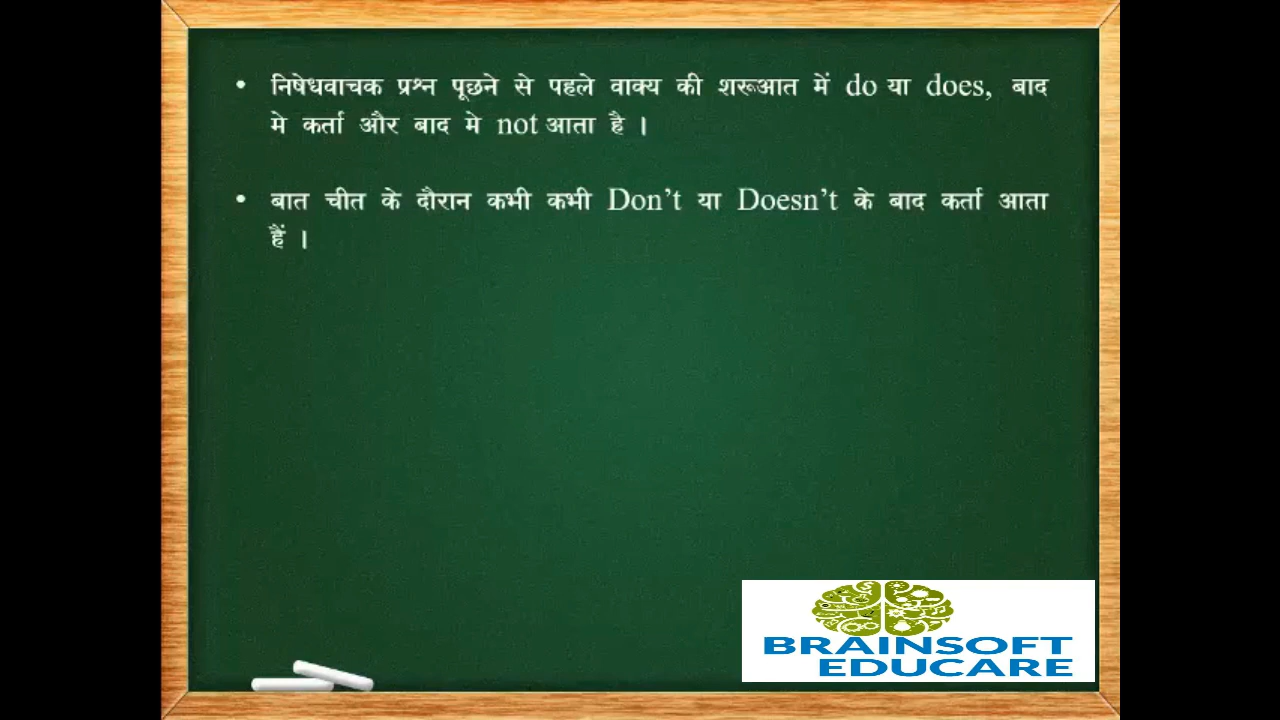 • निषेधवाचक प्रश्न पूछने से पहले वाक्य की शरूआत में do या does, बाद
मे कर्ता और बाद मे not आता है ।
• बात चीत के दौरान कभी कभी Don’t या Doesn’t के बाद कर्ता आता
हैं ।
BRAINSOFT
EDUCARE